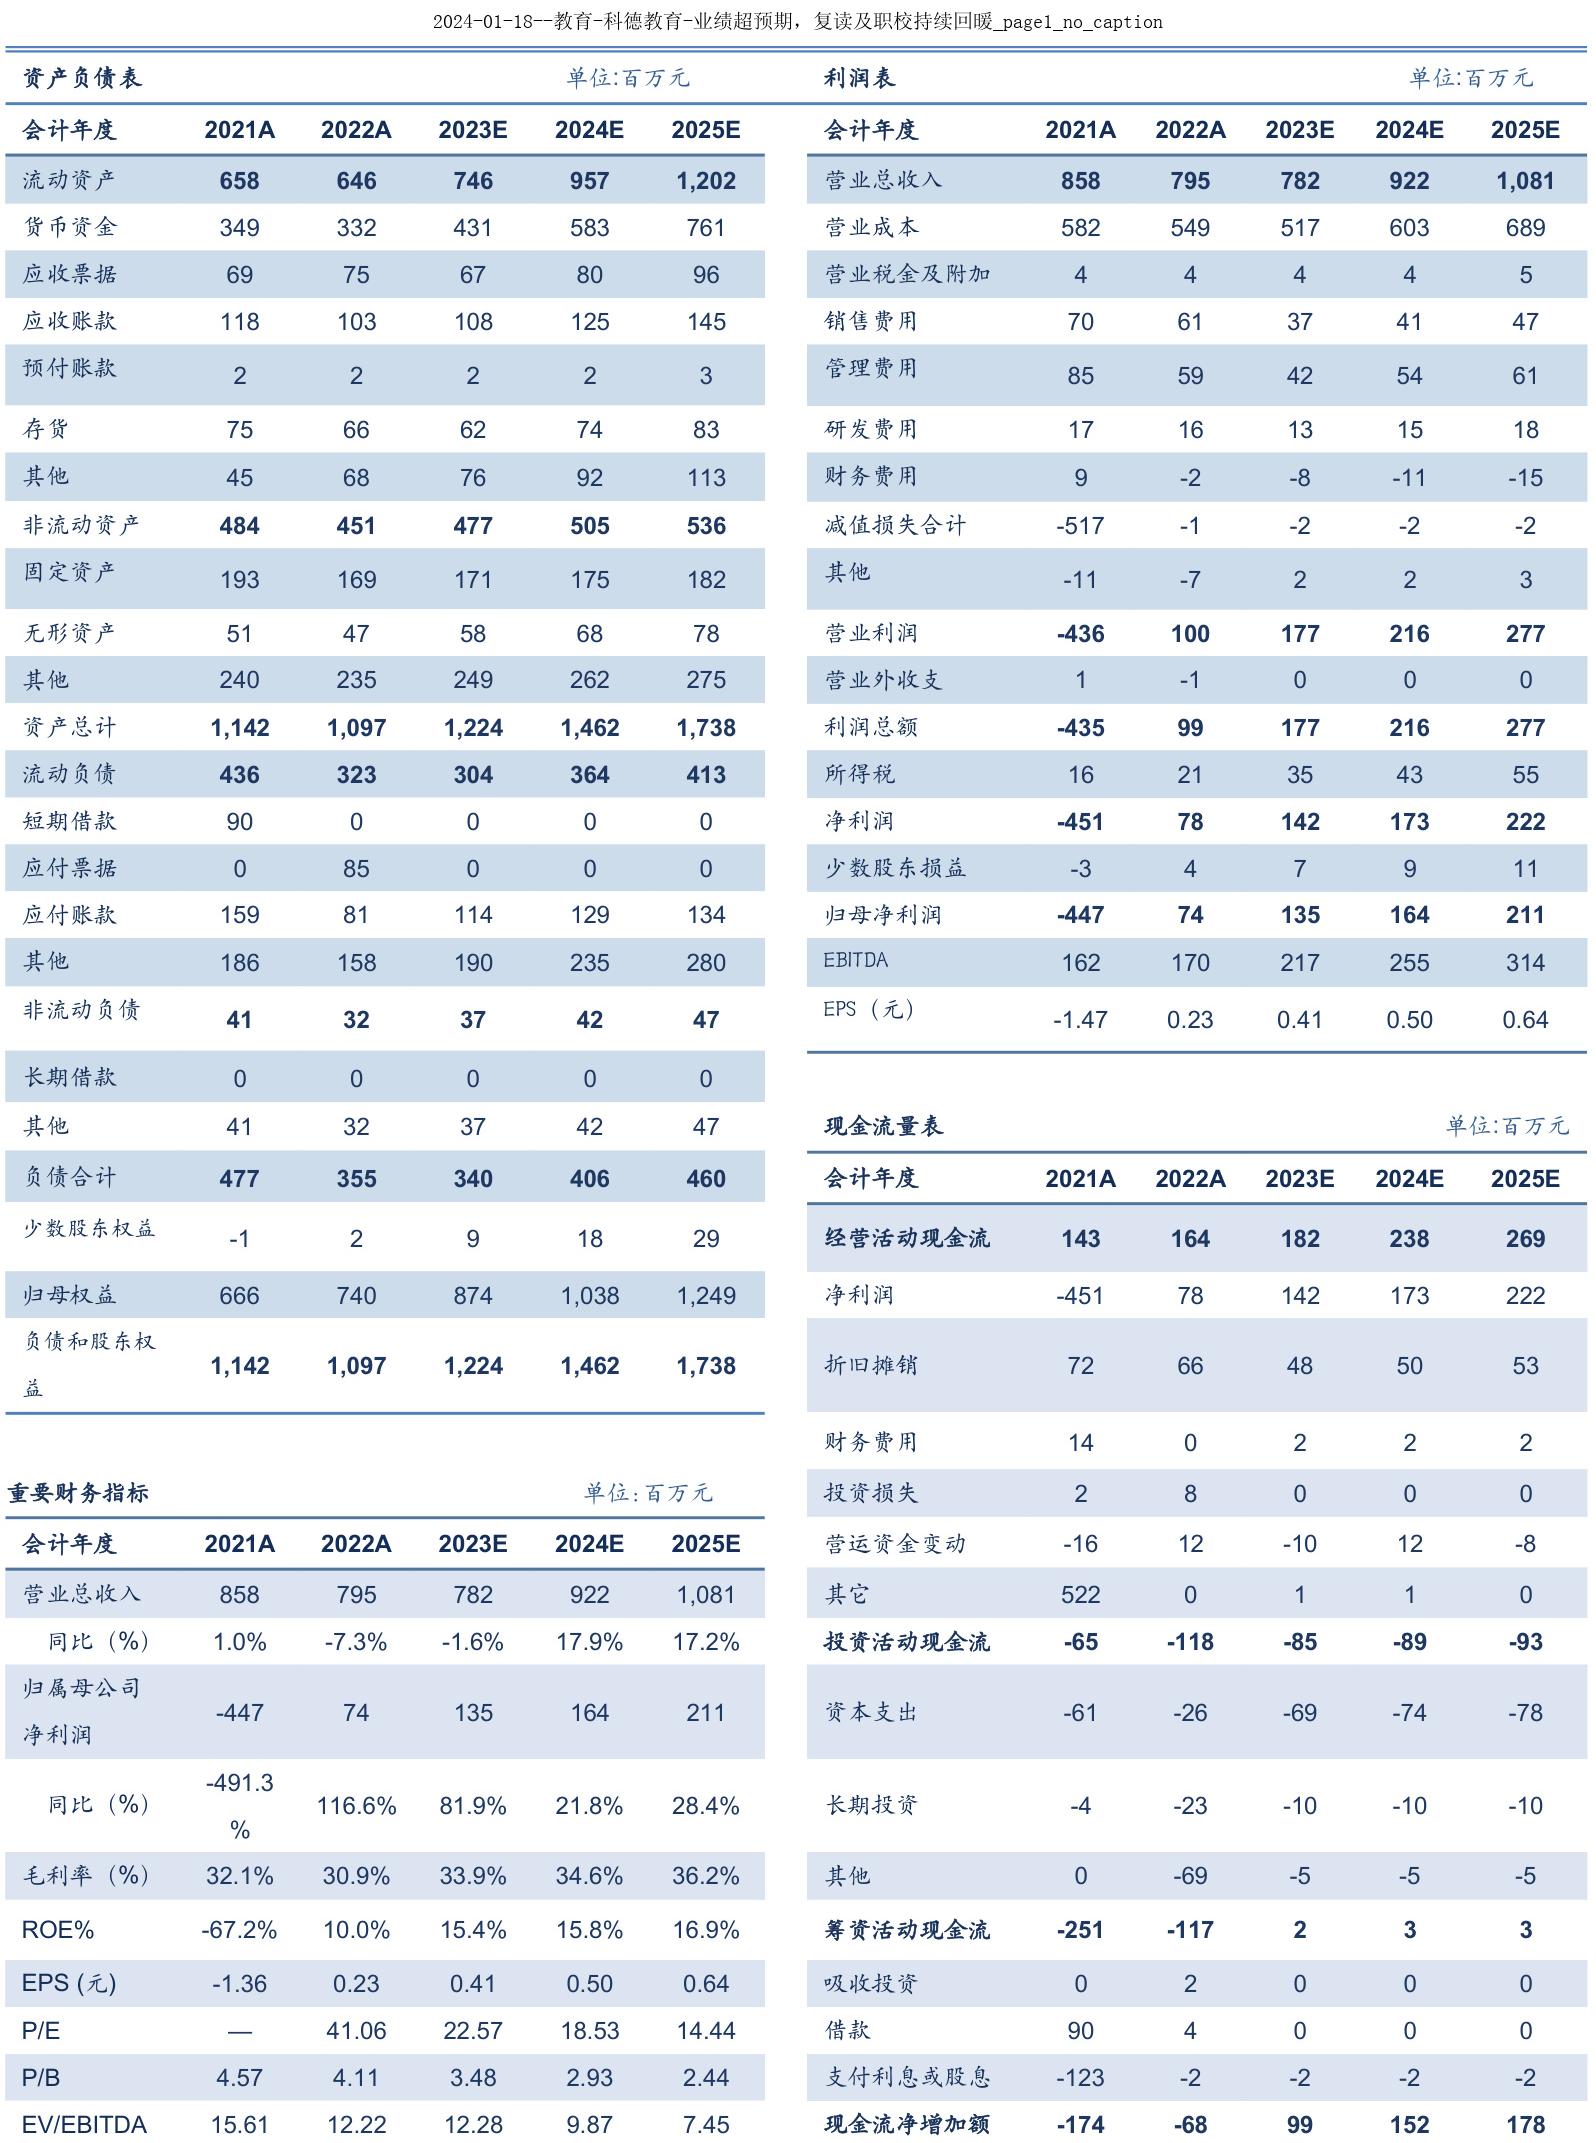 2024-01-18--教育-科德教育-业绩超预期，复读及职校持续回暖_page1_no_caption
资产负债表 单位:百万元
会计年度 2021A 2022A 2023E 2024E 2025E
流动资产 658 646 746 957 1,202
货币资金 349 332 431 583 761
应收票据 69 75 67 80 96
应收账款 118 103 108 125 145
预付账款 2 2 2 2 3
存货 75 66 62 74 83
其他 45 68 76 92 113
非流动资产 484 451 477 505 536
固定资产 193 169 171 175 182
无形资产 51 47 58 68 78
其他 240 235 249 262 275
资产总计 1,142 1,097 1,224 1,462 1,738
流动负债 436 323 304 364 413
短期借款 90 0 0 0 0
应付票据 0 85 0 0 0
应付账款 159 81 114 129 134
其他 186 158 190 235 280
非流动负债 41 32 37 42 47
长期借款 0 0 0 0 0
其他 41 32 37 42 47
负债合计 477 355 340 406 460
少数股东权益 -1 2 9 18 29
归母权益 666 740 874 1,038 1,249
负债和股东权
益 1,142 1,097 1,224 1,462 1,738
重要财务指标 单位:百万元
会计年度 2021A 2022A 2023E 2024E 2025E
营业总收入 858 795 782 922 1,081
同比（%） 1.0% -7.3% -1.6% 17.9% 17.2%
归属母公司
净利润 -447 74 135 164 211
同比（%） -491.3
% 116.6% 81.9% 21.8% 28.4%
毛利率（%） 32.1% 30.9% 33.9% 34.6% 36.2%
ROE% -67.2% 10.0% 15.4% 15.8% 16.9%
EPS (元) -1.36 0.23 0.41 0.50 0.64
P/E — 41.06 22.57 18.53 14.44
P/B 4.57 4.11 3.48 2.93 2.44
EV/EBITDA 15.61 12.22 12.28 9.87 7.45
利润表 单位:百万元
会计年度 2021A 2022A 2023E 2024E 2025E
营业总收入 858 795 782 922 1,081
营业成本 582 549 517 603 689
营业税金及附加 4 4 4 4 5
销售费用 70 61 37 41 47
管理费用 85 59 42 54 61
研发费用 17 16 13 15 18
财务费用 9 -2 -8 -11 -15
减值损失合计 -517 -1 -2 -2 -2
其他 -11 -7 2 2 3
营业利润 -436 100 177 216 277
营业外收支 1 -1 0 0 0
利润总额 -435 99 177 216 277
所得税 16 21 35 43 55
净利润 -451 78 142 173 222
少数股东损益 -3 4 7 9 11
归母净利润 -447 74 135 164 211
EBITDA 162 170 217 255 314
EPS（元） -1.47 0.23 0.41 0.50 0.64
现金流量表 单位:百万元
会计年度 2021A 2022A 2023E 2024E 2025E
经营活动现金流 143 164 182 238 269
净利润 -451 78 142 173 222
折旧摊销 72 66 48 50 53
财务费用 14 0 2 2 2
投资损失 2 8 0 0 0
营运资金变动 -16 12 -10 12 -8
其它 522 0 1 1 0
投资活动现金流 -65 -118 -85 -89 -93
资本支出 -61 -26 -69 -74 -78
长期投资 -4 -23 -10 -10 -10
其他 0 -69 -5 -5 -5
筹资活动现金流 -251 -117 2 3 3
吸收投资 0 2 0 0 0
借款 90 4 0 0 0
支付利息或股息 -123 -2 -2 -2 -2
现金流净增加额 -174 -68 99 152 178